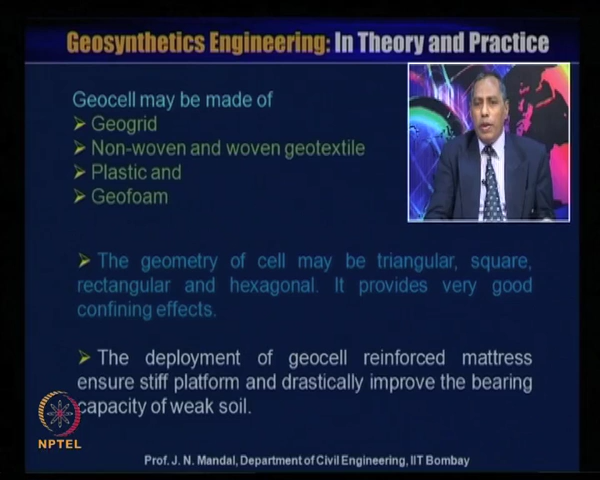 Geosynthetics Engineering: In Theory and Practice
Geocell may be made of
➢ Geogrid
➢ Non-woven and woven geotextile
➢ Plastic and
➢ Geofoam
➢ The geometry of cell may be triangular, square,
rectangular and hexagonal. It provides very good
confining effects.
➢ The deployment of geocell reinforced mattress
ensure stiff platform and drastically improve the bearing
capacity of weak soil.
NPTEL
Prof. J. N. Mandal, Department of Civil Engineering, IIT Bombay